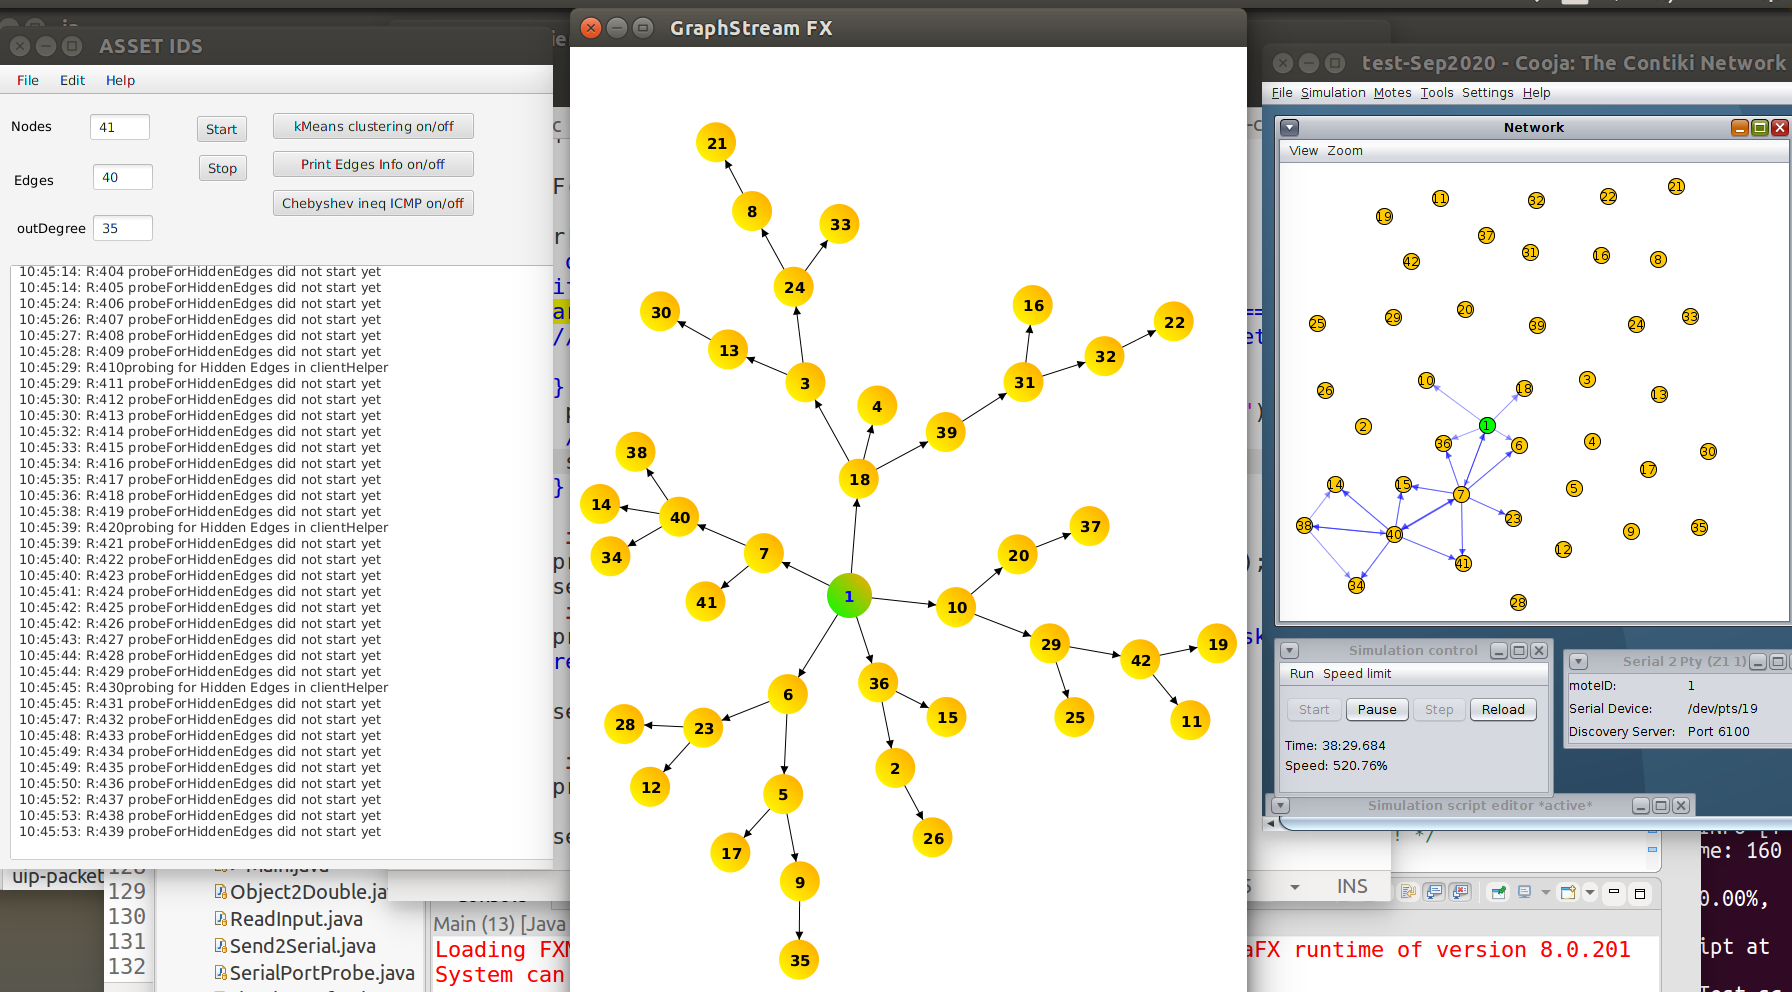 ASSET IDS
File Edit Help
Nodes 41 Start kMeans clustering on/off
Edges 40 Stop Print Edges Info on/off
outDegree 35 Chebyshev ineq ICMP on/off
10:45:14: R:404 probeForHiddenEdges did not start yet
10:45:14: R:405 probeForHiddenEdges did not start yet
10:45:24: R:406 probeForHiddenEdges did not start yet
10:45:26: R:407 probeForHiddenEdges did not start yet
10:45:27: R:408 probeForHiddenEdges did not start yet
10:45:28: R:409 probeForHiddenEdges did not start yet
10:45:29: R:410probing for Hidden Edges in clientHelper
10:45:29: R:411 probeForHiddenEdges did not start yet
10:45:30: R:412 probeForHiddenEdges did not start yet
10:45:30: R:413 probeForHiddenEdges did not start yet
10:45:32: R:414 probeForHiddenEdges did not start yet
10:45:33: R:415 probeForHiddenEdges did not start yet
10:45:34: R:416 probeForHiddenEdges did not start yet
10:45:35: R:417 probeForHiddenEdges did not start yet
10:45:36: R:418 probeForHiddenEdges did not start yet
10:45:38: R:419 probeForHiddenEdges did not start yet
10:45:39: R:420probing for Hidden Edges in clientHelper
10:45:39: R:421 probeForHiddenEdges did not start yet
10:45:40: R:422 probeForHiddenEdges did not start yet
10:45:40: R:423 probeForHiddenEdges did not start yet
10:45:41: R:424 probeForHiddenEdges did not start yet
10:45:42: R:425 probeForHiddenEdges did not start yet
10:45:42: R:426 probeForHiddenEdges did not start yet
10:45:43: R:427 probeForHiddenEdges did not start yet
10:45:44: R:428 probeForHiddenEdges did not start yet
10:45:44: R:429 probeForHiddenEdges did not start yet
10:45:45: R:430probing for Hidden Edges in clientHelper
10:45:45: R:431 probeForHiddenEdges did not start yet
10:45:47: R:432 probeForHiddenEdges did not start yet
10:45:48: R:433 probeForHiddenEdges did not start yet
10:45:49: R:434 probeForHiddenEdges did not start yet
10:45:49: R:435 probeForHiddenEdges did not start yet
10:45:50: R:436 probeForHiddenEdges did not start yet
10:45:52: R:437 probeForHiddenEdges did not start yet
10:45:53: R:438 probeForHiddenEdges did not start yet
10:45:53: R:439 probeForHiddenEdges did not start yet
uip-packet
129 Object2Double.ja
130 ReadInput.java
131 Send2Serial.java
132 SerialPortProbe.java
GraphStream FX
21
8 33
24
30 16 22
13 32
3 31
4
39
38
18
14 40
37
34 7 20
41 1 10
29 19
42
6 36
28 23 15 25 11
2
12 5
26
17
9
35
INS
Main (13) [Java
Loading FXM
aFX runtime of version 8.0.201
System can
test-Sep2020 - Cooja: The Contiki Network
File Simulation Motes Tools Settings Help
Network
View Zoom
21
11 32 22
19
37
42 31 16 8
25 29 20 39 24 33
10 3
26 18 13
2 1
36 6 4 30
17
14 15 7 5
38 40 23 12 9 35
41
34
28
Simulation control
Run Speed limit
Start Pause Step Reload
Time: 38:29.684
Speed: 520.76%
Serial 2 Pty (Z1 1)
moteID: 1
Serial Device: /dev/pts/19
Discovery Server: Port 6100
Simulation script editor *active*
*/
me: 160
0.00%,
ipt at